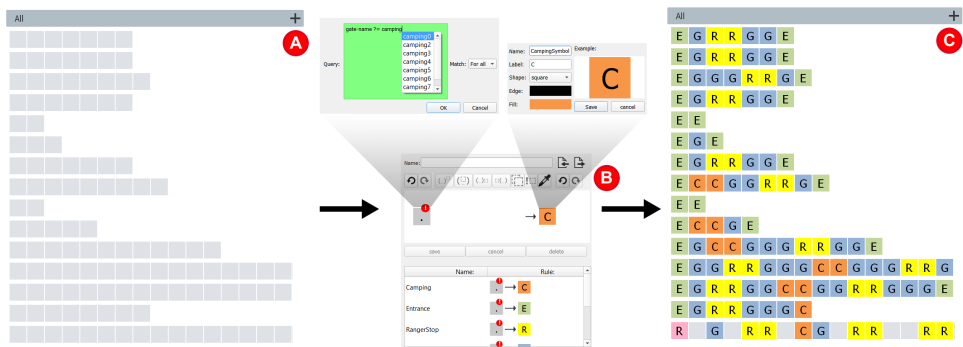 All +
A
gate-name ?= camping
camping0
camping2
camping3
camping4
camping5
camping6
camping7
Query:
Match: For all
OK Cancel
Name: CampingSymbol Example:
Label: C
Shape: square
Edge:
Fill:
C
Save cancel
Name:
B
. → C
save cancel delete
Name: Rule:
Camping . → C
Entrance . → E
RangerStop . → R
All +
C
E G R R G G E
E G R R G G E
E G G G R R G E
E G R R G G E
E E
E G E
E G R R G G E
E C C G G R R G E
E E
E C C G E
E G C C G G G R R G G E
E G G R R G G G C C G G G R R G
E G R R G G C C G G R R G G G E
E G R R G G G C
R G R R C G R R R R